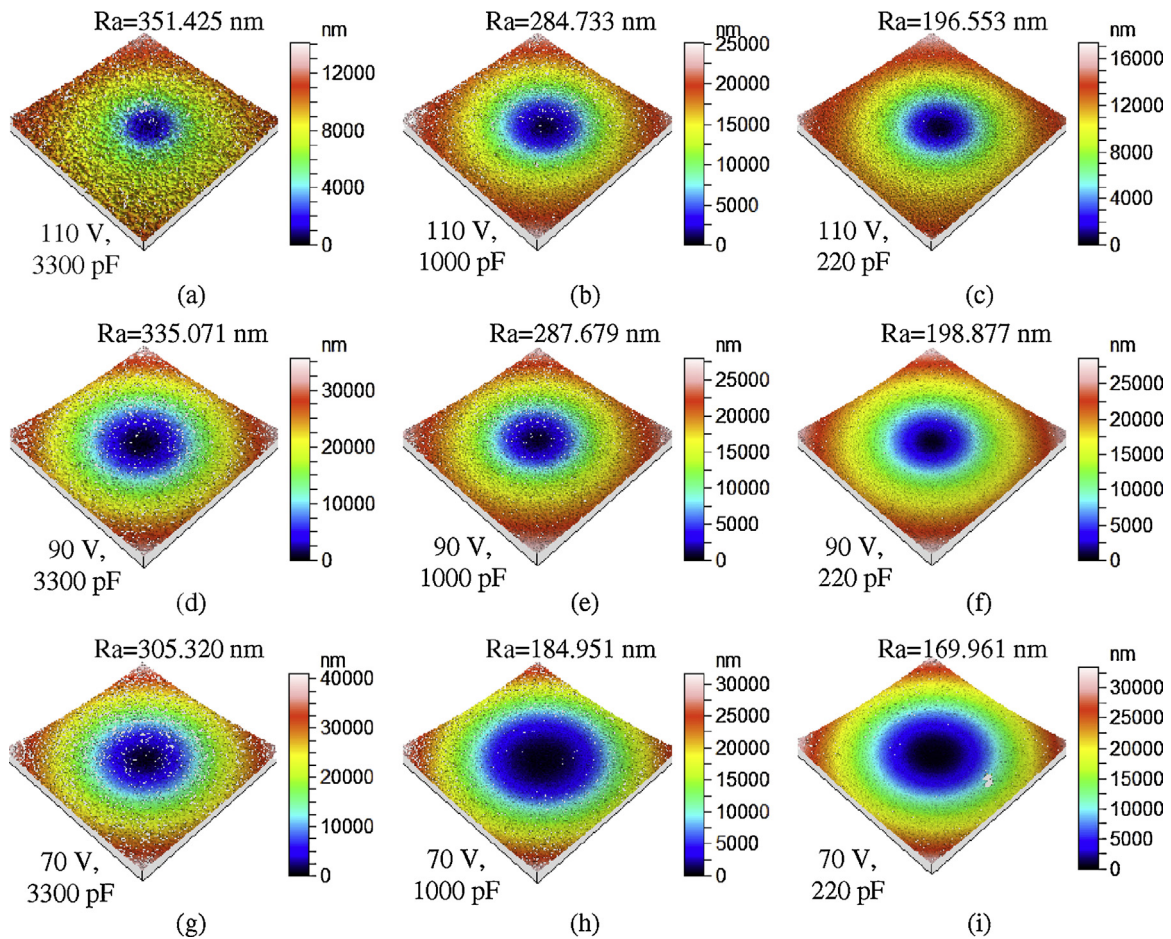 Ra=351.425 nm
nm
12000
8000
4000
0
110 V,
3300 pF
(a)
Ra=284.733 nm
nm
25000
20000
15000
10000
5000
0
110 V,
1000 pF
(b)
Ra=196.553 nm
nm
16000
12000
8000
4000
0
110 V,
220 pF
(c)
Ra=335.071 nm
nm
30000
20000
10000
0
90 V,
3300 pF
(d)
Ra=287.679 nm
nm
25000
20000
15000
10000
5000
0
90 V,
1000 pF
(e)
Ra=198.877 nm
nm
25000
20000
15000
10000
5000
0
90 V,
220 pF
(f)
Ra=305.320 nm
nm
40000
30000
20000
10000
0
70 V,
3300 pF
(g)
Ra=184.951 nm
nm
30000
25000
20000
15000
10000
5000
0
70 V,
1000 pF
(h)
Ra=169.961 nm
nm
30000
25000
20000
15000
10000
5000
0
70 V,
220 pF
(i)